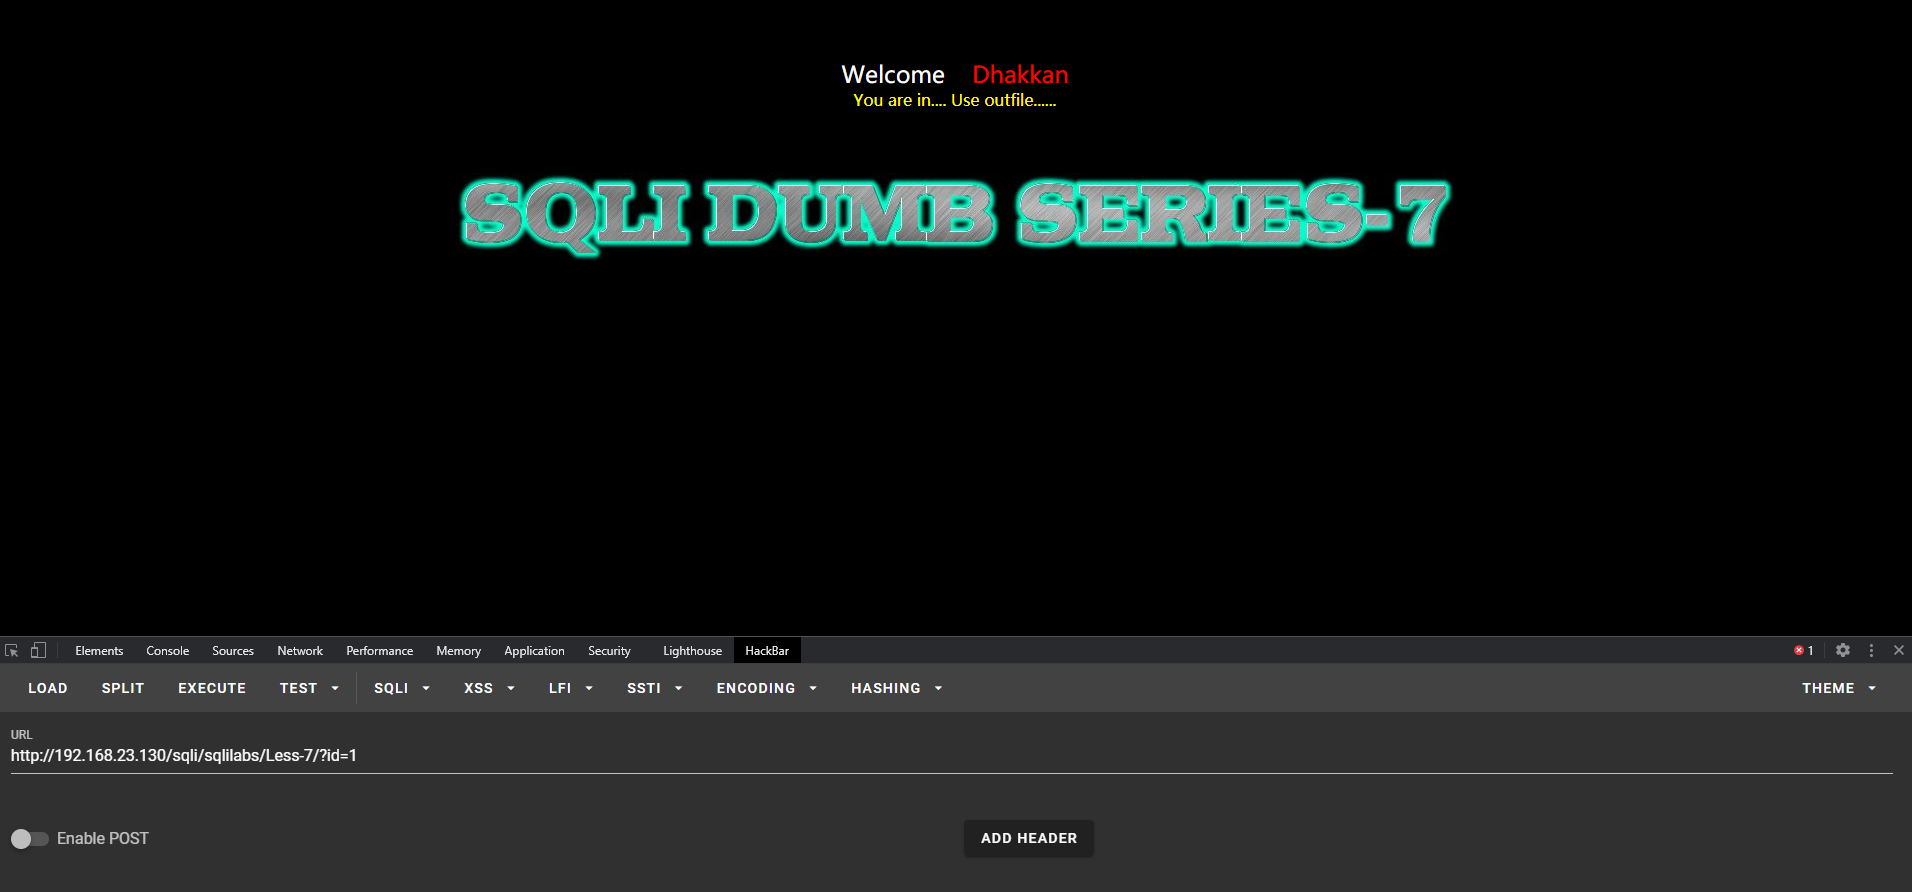 Welcome Dhakkan
You are in.... Use outfile......
SQLI DUMB SERIES-7
Elements Console Sources Network Performance Memory Application Security Lighthouse HackBar 1
LOAD SPLIT EXECUTE TEST SQLI XSS LFI SSTI ENCODING HASHING THEME
URL
http://192.168.23.130/sqli/sqlilabs/Less-7/?id=1
Enable POST ADD HEADER